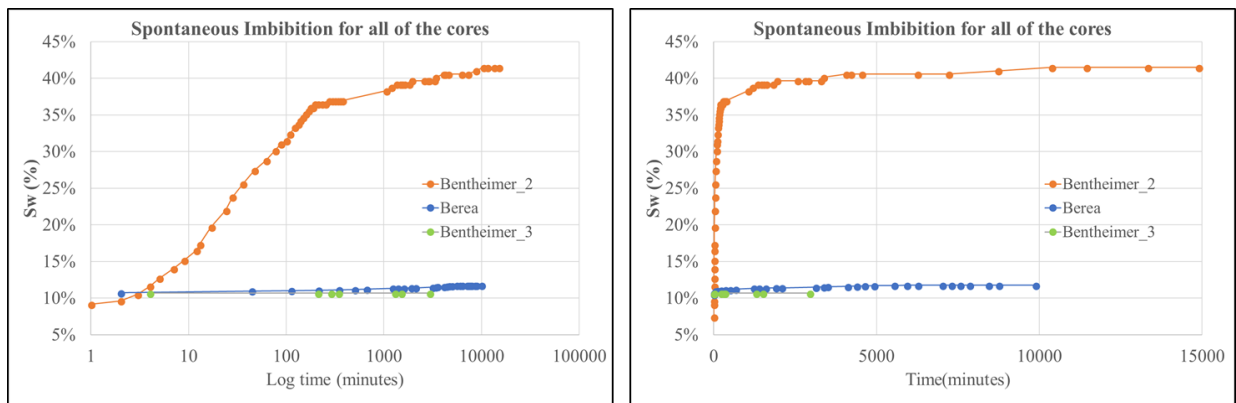 Spontaneous Imbibition for all of the cores
45%
40%
35%
30%
25%
20%
15%
10%
5%
Sw (%)
Bentheimer_2
Berea
Bentheimer_3
1 10 100 1000 10000 100000
Log time (minutes)
Spontaneous Imbibition for all of the cores
45%
40%
35%
30%
25%
20%
15%
10%
5%
Sw (%)
Bentheimer_2
Berea
Bentheimer_3
0 5000 10000 15000
Time(minutes)